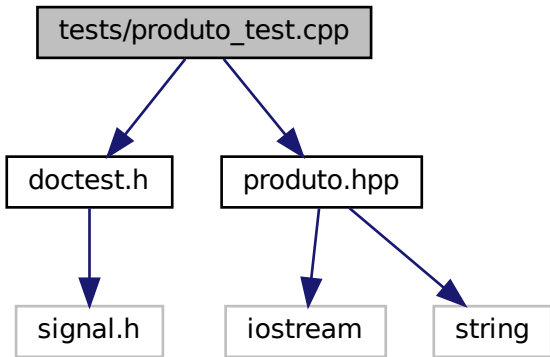 tests/produto_test.cpp
doctest.h
produto.hpp
signal.h
iostream
string